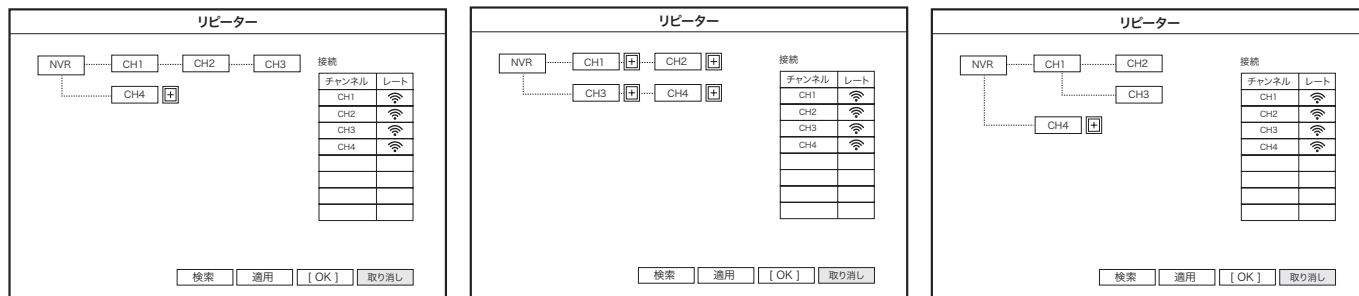 リピーター
NVR CH1 CH2 CH3
CH4 +
接続
チャンネル レート
CH1
CH2
CH3
CH4
検索 適用 [ OK ] 取り消し
リピーター
NVR CH1 + CH2 +
CH3 + CH4 +
接続
チャンネル レート
CH1
CH2
CH3
CH4
検索 適用 [ OK ] 取り消し
リピーター
NVR CH1 CH2
CH3
CH4 +
接続
チャンネル レート
CH1
CH2
CH3
CH4
検索 適用 [ OK ] 取り消し